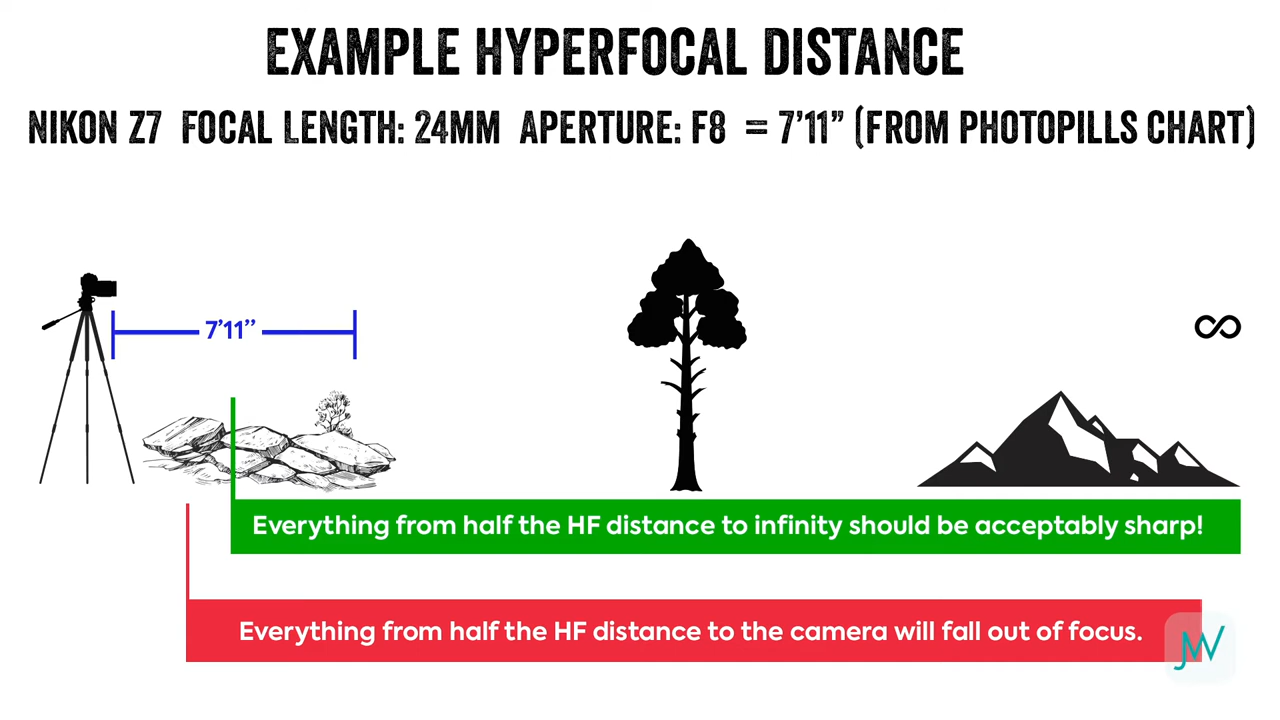 EXAMPLE HYPERFOCAL DISTANCE
NIKON Z7 FOCAL LENGTH: 24MM APERTURE: F8 = 7'11" (FROM PHOTOPILLS CHART)
7'11"
∞
Everything from half the HF distance to infinity should be acceptably sharp!
Everything from half the HF distance to the camera will fall out of focus.
JW